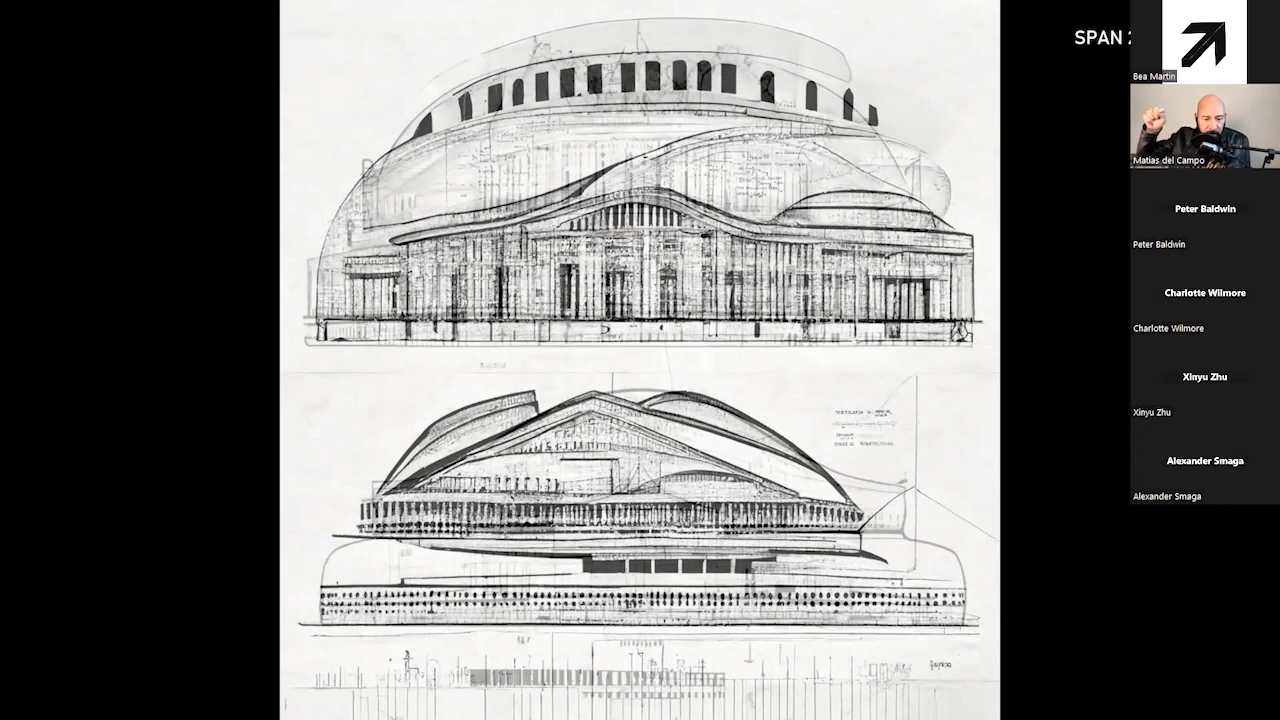 SPAN
Bea Martin
Matias del Campo
Peter Baldwin
Peter Baldwin
Charlotte Wilmore
Charlotte Wilmore
Xinyu Zhu
Xinyu Zhu
Alexander Smaga
Alexander Smaga